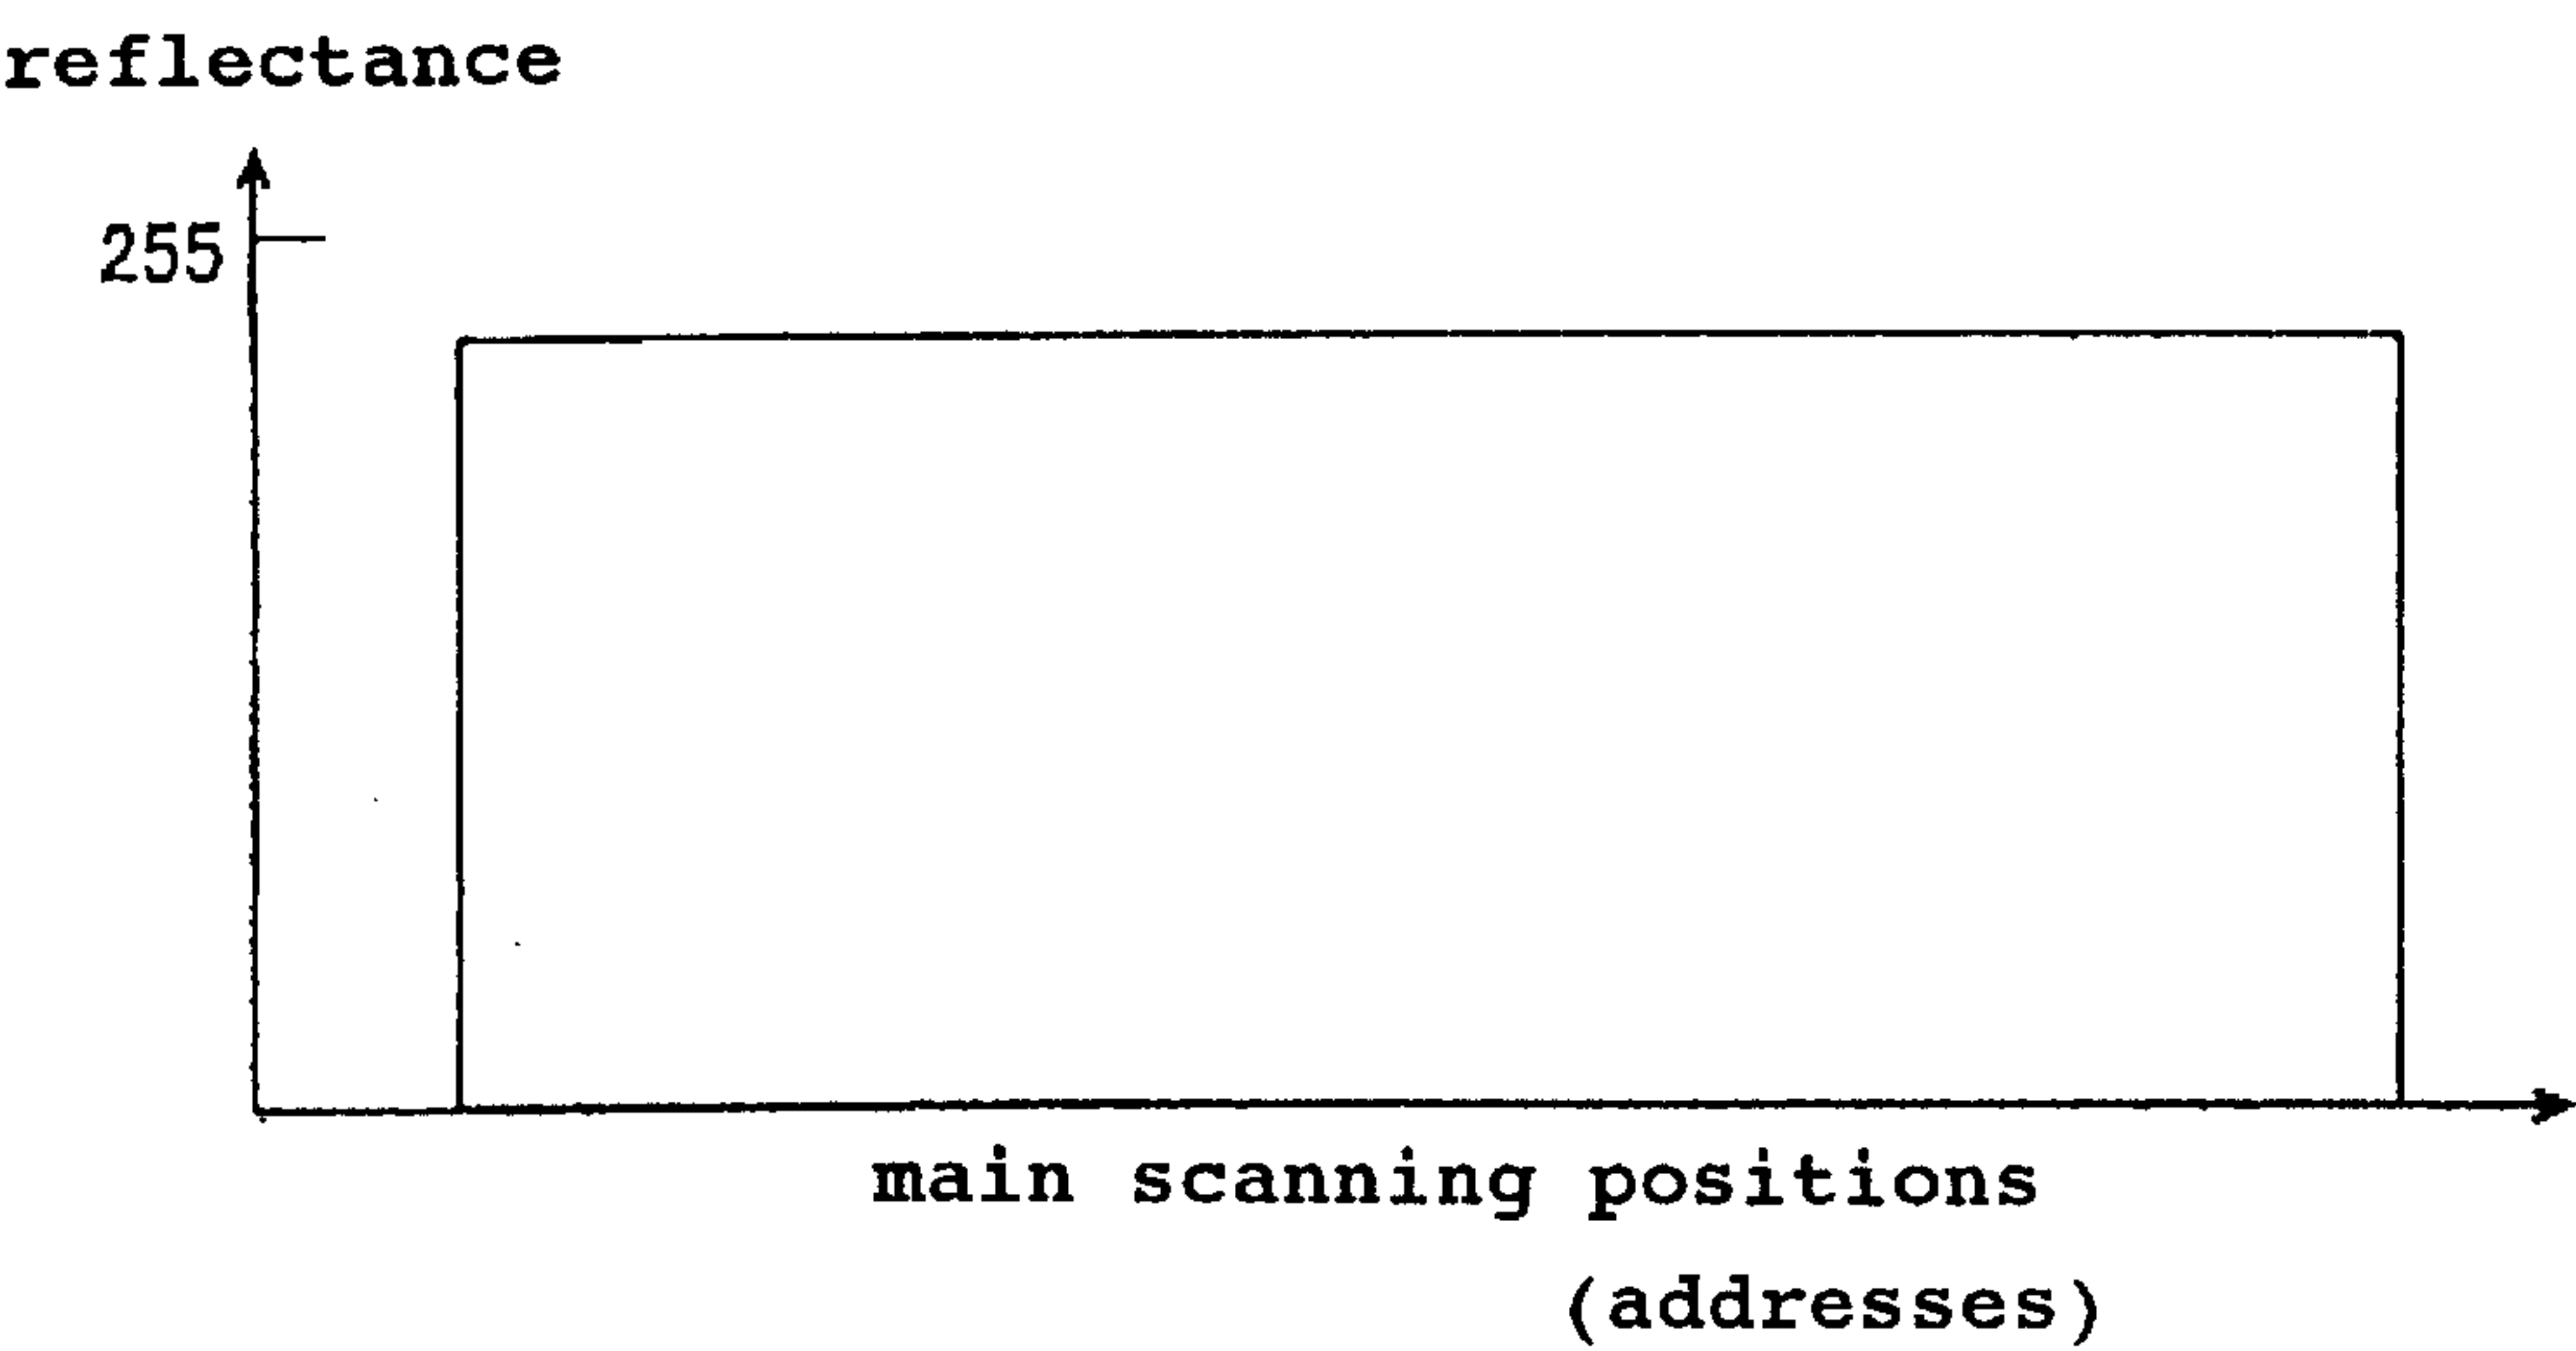 reflectance
255
main scanning positions
(addresses)